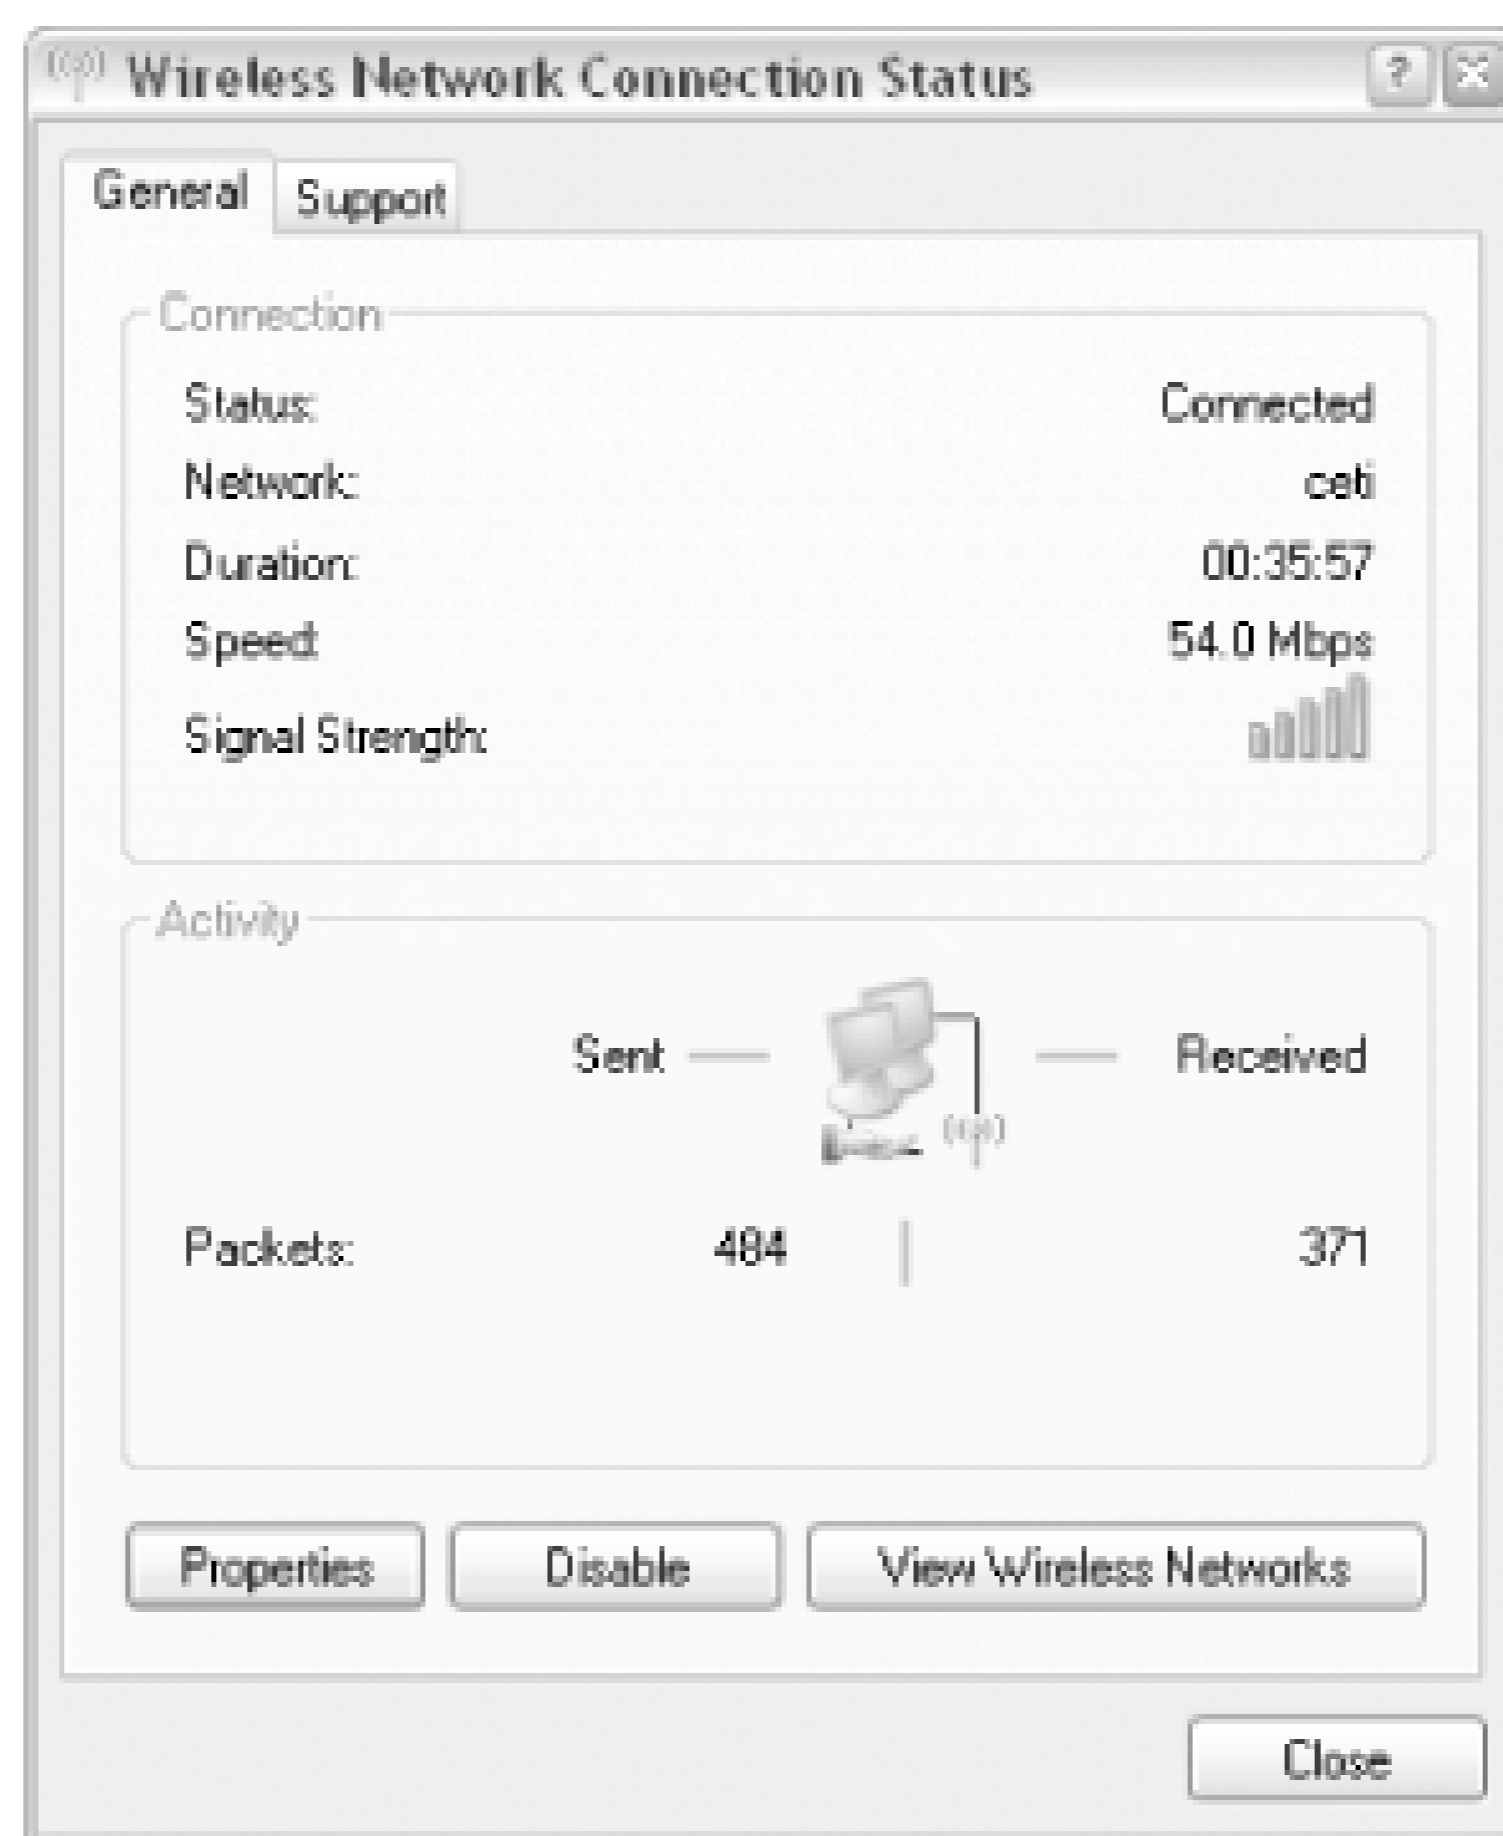 Wireless Network Connection Status
General Support
Connection
Status: Connected
Network: ceti
Duration: 00:35:57
Speed: 54.0 Mbps
Signal Strength:
Activity
Sent — Received
Packets: 484 371
Properties Disable View Wireless Networks
Close